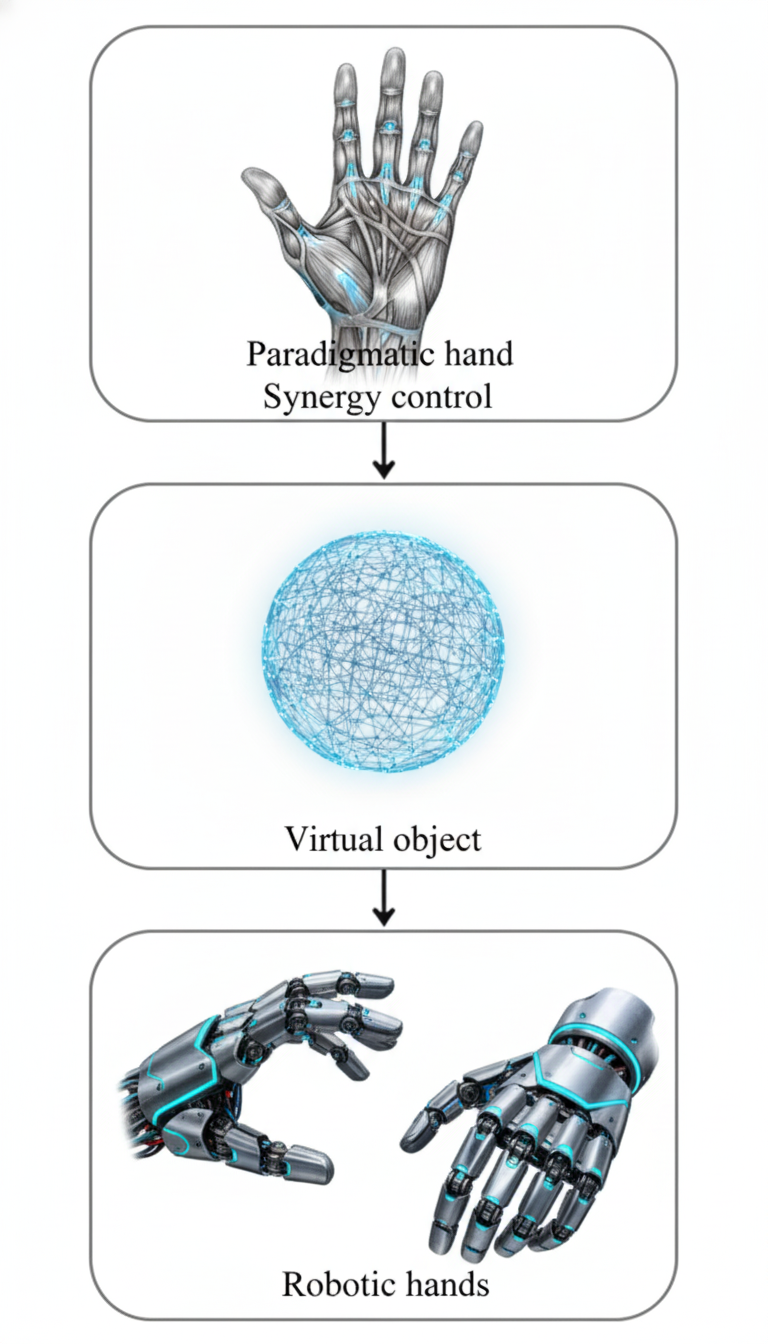 Paradigmatic hand
Synergy control
Virtual object
Robotic hands